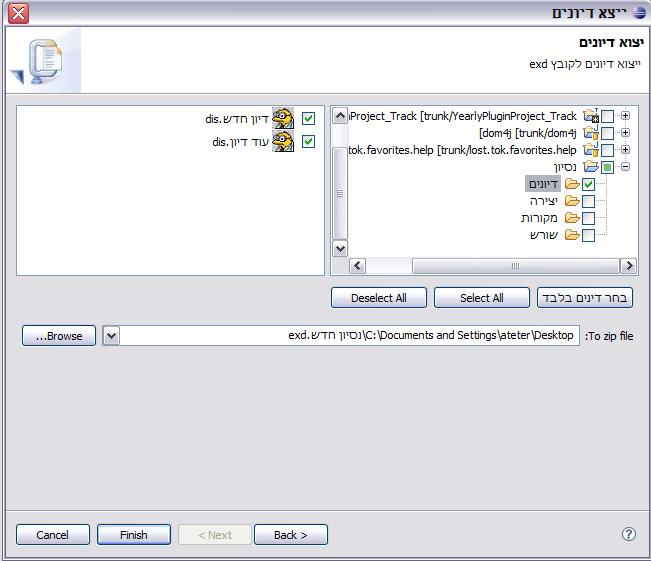 ייצא דיונים
יצוא דיונים
ייצוא דיונים לקובץ exd
nProject_Track [trunk/YearlyPluginProject_Track
dom4j [trunk/dom4j]
tok.favorites.help [trunk/lost.tok.favorites.help
נסיון
דיונים
יצירה
מקורות
שורש
דיון חדש.dis
עוד דיון.dis
בחר דינים בלבד
Select All
Deselect All
To zip file:
C:\Documents and Settings\ateter\Desktop\נסיון חדש.exd
Browse...
Cancel
Finish
< Next
Back >